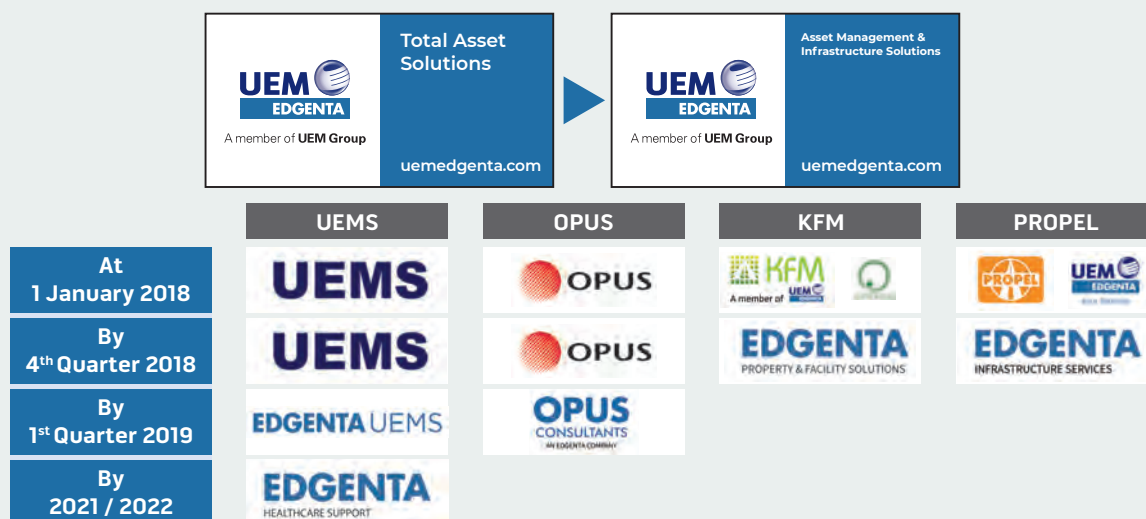 Total Asset
Solutions
UEM
EDGENTA
A member of UEM Group
uemedgenta.com
Asset Management &
Infrastructure Solutions
UEM
EDGENTA
A member of UEM Group
uemedgenta.com
UEMS
OPUS
KFM
PROPEL
At
1 January 2018
UEMS
OPUS
KFM
A member of UEM
EDGENTA
PROPEL
UEM
EDGENTA
By
4th Quarter 2018
UEMS
OPUS
EDGENTA
PROPERTY & FACILITY SOLUTIONS
EDGENTA
INFRASTRUCTURE SERVICES
By
1st Quarter 2019
EDGENTA UEMS
OPUS
CONSULTANTS
AN EDGENTA COMPANY
By
2021 / 2022
EDGENTA
HEALTHCARE SUPPORT